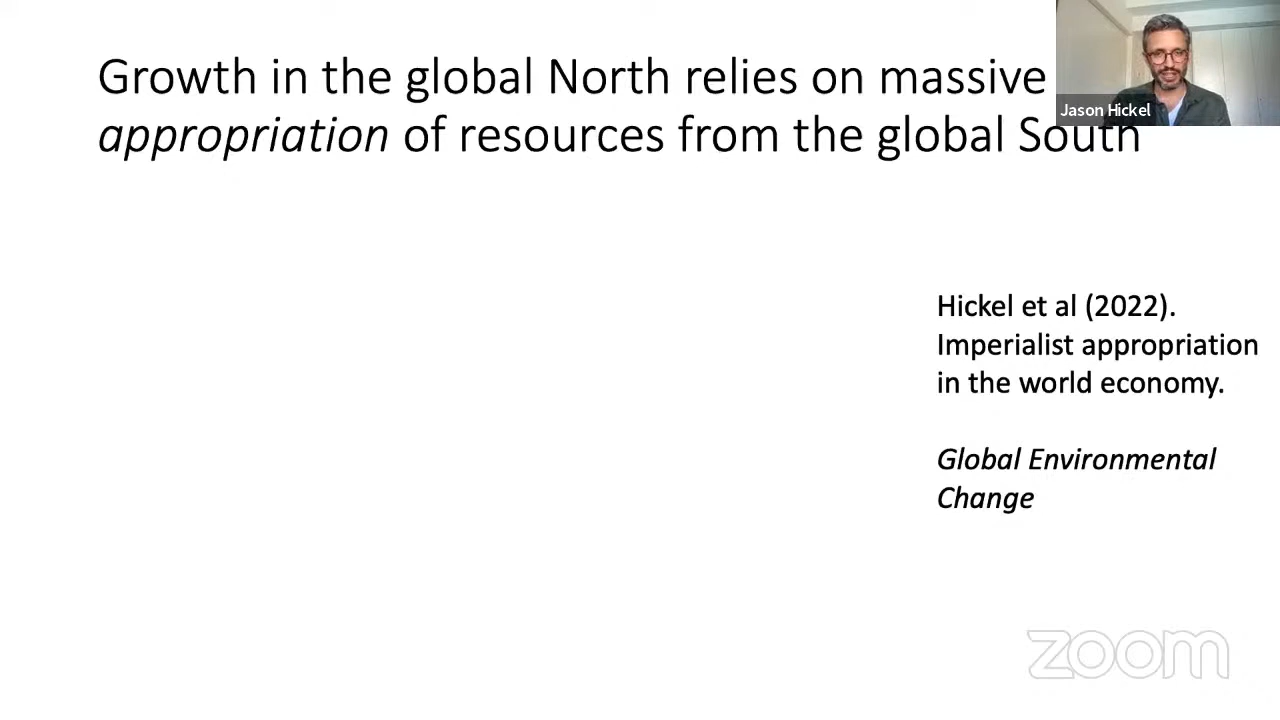 Growth in the global North relies on massive
appropriation of resources from the global South
Jason Hickel
Hickel et al (2022).
Imperialist appropriation
in the world economy.
Global Environmental
Change
zoom